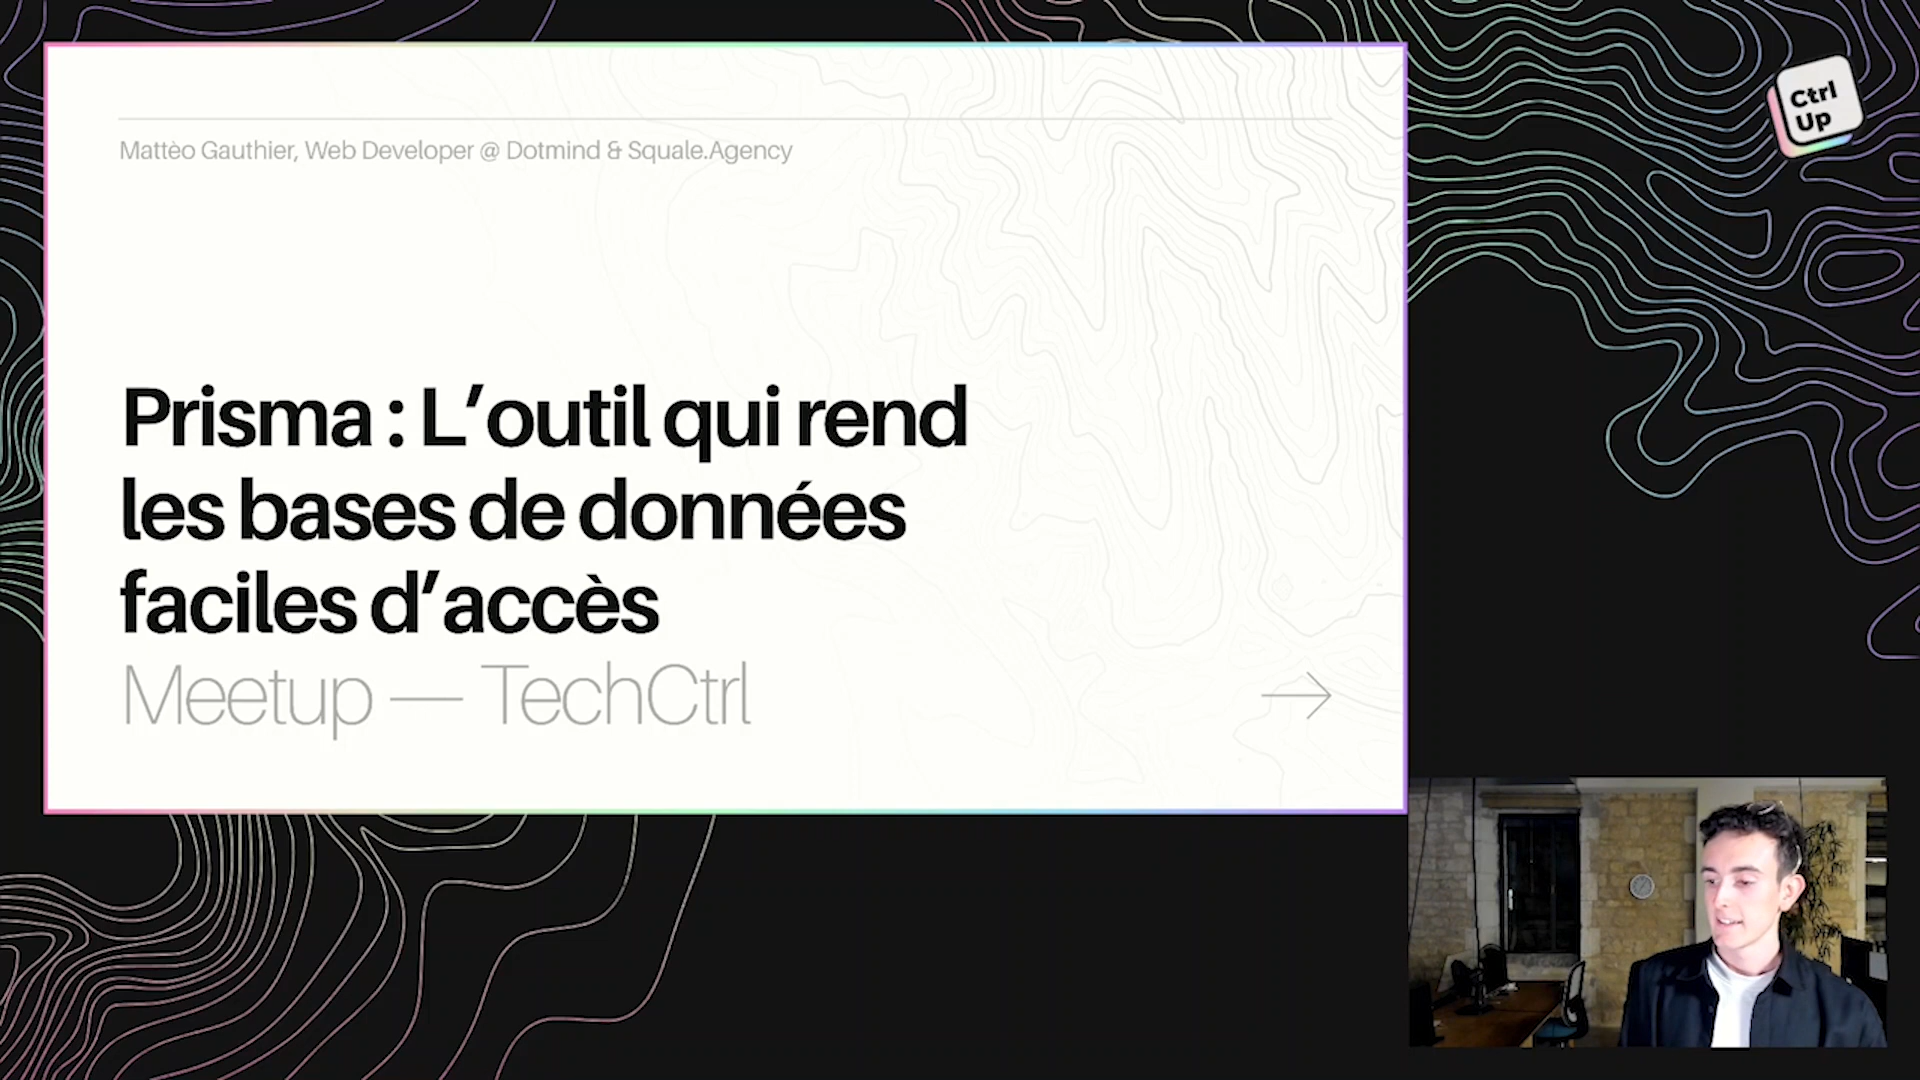 Mattèo Gauthier, Web Developer @ Dotmind & Squale.Agency
Prisma : L’outil qui rend
les bases de données
faciles d’accès
Meetup — TechCtrl
Ctrl
Up